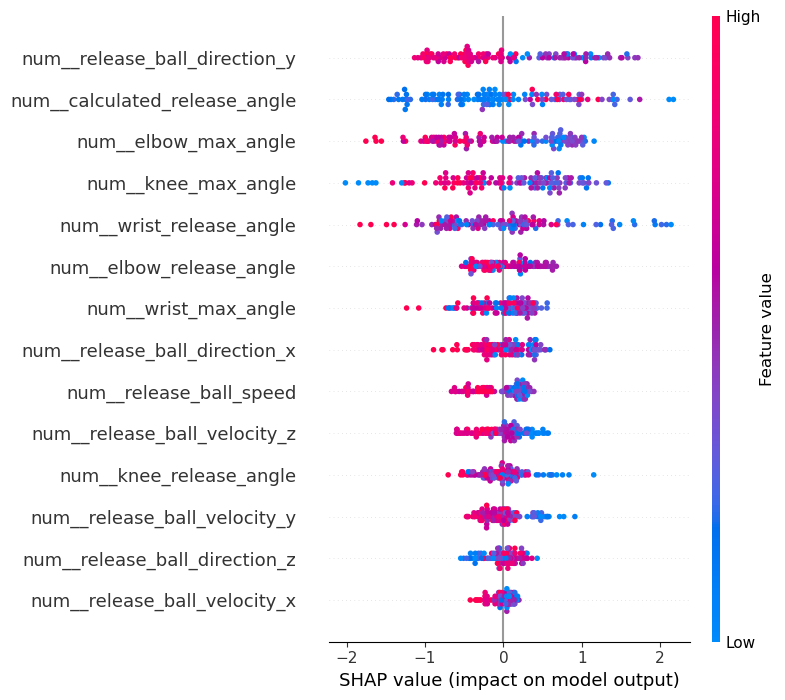 High
num__release_ball_direction_y
num__calculated_release_angle
num__elbow_max_angle
num__knee_max_angle
num__wrist_release_angle
num__elbow_release_angle
num__wrist_max_angle
num__release_ball_direction_x
num__release_ball_speed
num__release_ball_velocity_z
num__knee_release_angle
num__release_ball_velocity_y
num__release_ball_direction_z
num__release_ball_velocity_x
Feature value
Low
−2 −1 0 1 2
SHAP value (impact on model output)